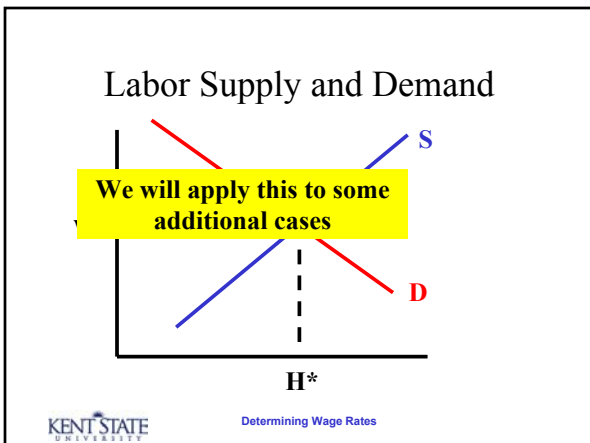 Labor Supply and Demand
S
We will apply this to some
additional cases
D
H*
KENT STATE
UNIVERSITY
Determining Wage Rates